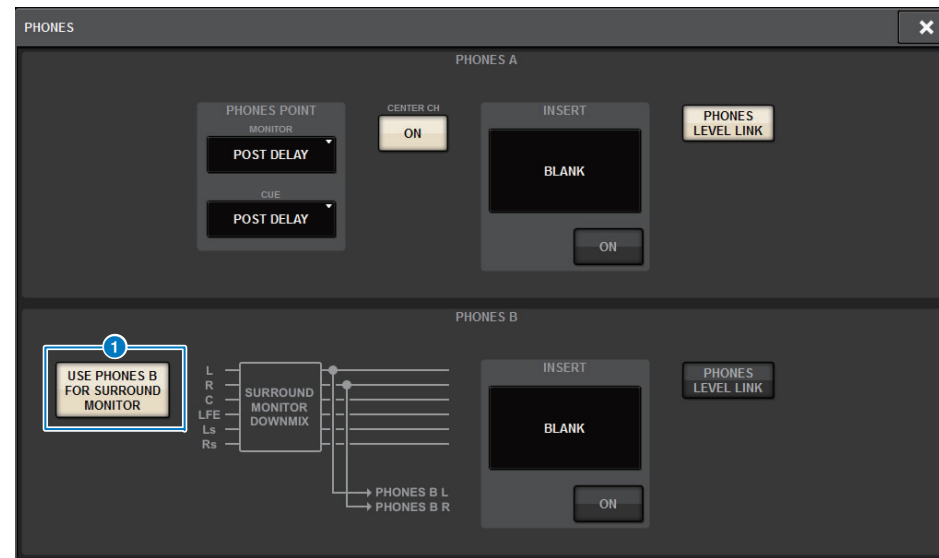 PHONES
PHONES A
PHONES POINT
MONITOR
POST DELAY
CUE
POST DELAY
CENTER CH
ON
INSERT
BLANK
ON
PHONES
LEVEL LINK
PHONES B
1
USE PHONES B
FOR SURROUND
MONITOR
L
R
C
LFE
Ls
Rs
SURROUND
MONITOR
DOWNMIX
PHONES B L
PHONES B R
INSERT
BLANK
ON
PHONES
LEVEL LINK